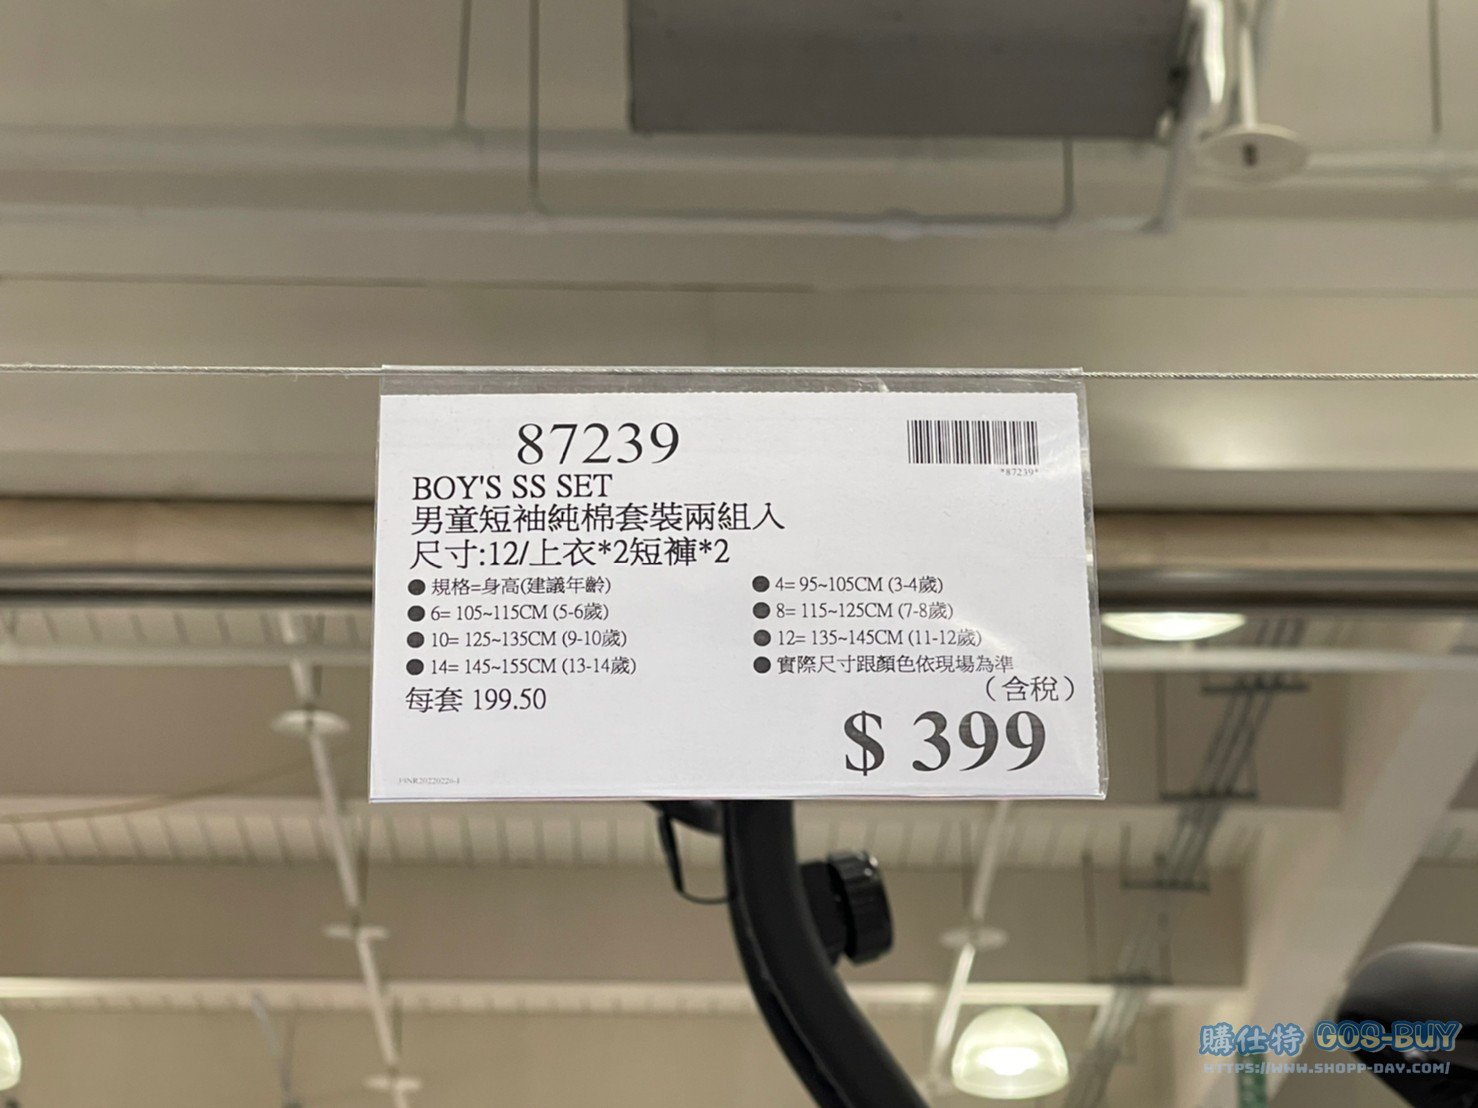 87239
*87239*
BOY'S SS SET
男童短袖純棉套裝兩組入
尺寸:12/上衣*2短褲*2
● 規格=身高(建議年齡)
● 4= 95~105CM (3-4歲)
● 6= 105~115CM (5-6歲)
● 8= 115~125CM (7-8歲)
● 10= 125~135CM (9-10歲)
● 12= 135~145CM (11-12歲)
● 14= 145~155CM (13-14歲)
● 實際尺寸跟顏色依現場為準
每套 199.50
（含稅）
$ 399
購仕特 GOS-BUY
HTTPS://WWW.SHOPP-DAY.COM/